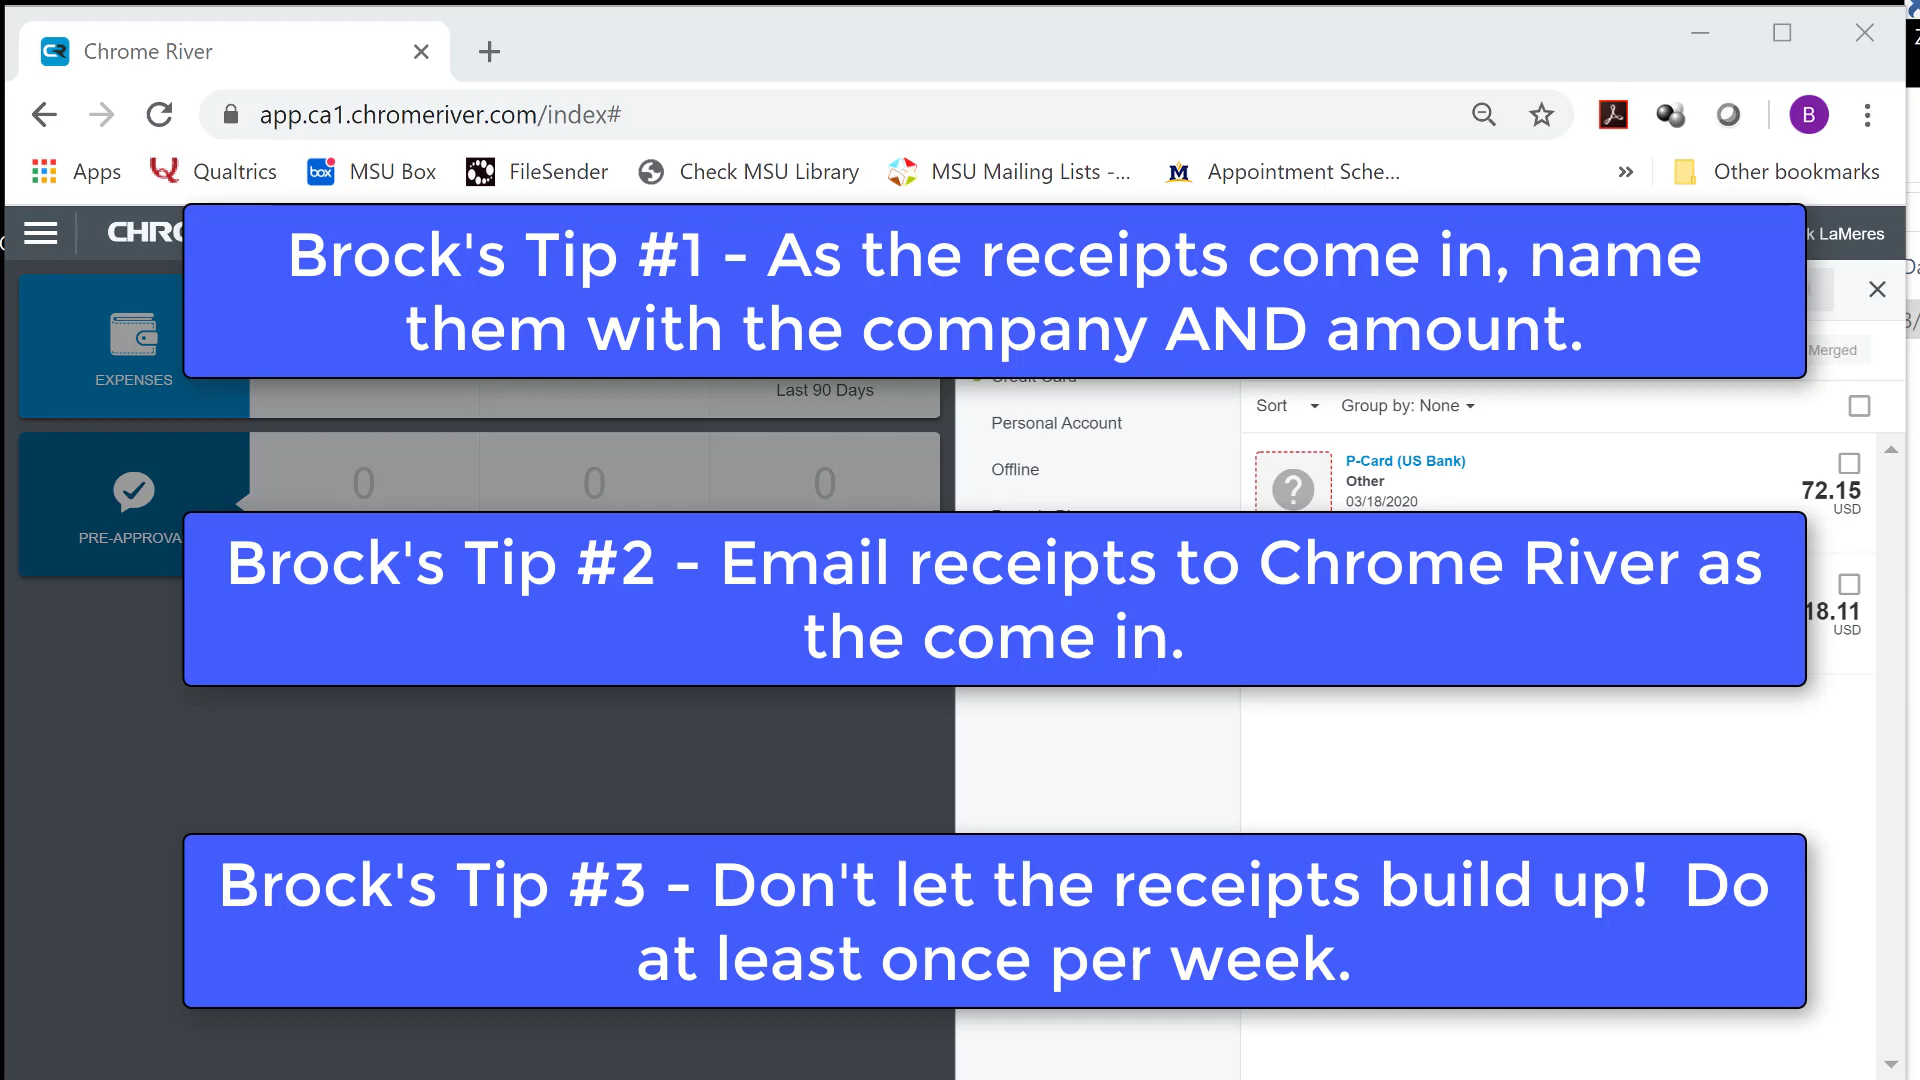 Chrome River
app.ca1.chromeriver.com/index#
B
Apps
Qualtrics
box
MSU Box
FileSender
Check MSU Library
MSU Mailing Lists -...
M
Appointment Sche...
»
Other bookmarks
CHRO
k LaMeres
Brock's Tip #1 - As the receipts come in, name
them with the company AND amount.
EXPENSES
Merged
Last 90 Days
Credit Card
Sort
Group by: None
Personal Account
Offline
P-Card (US Bank)
Other
03/18/2020
72.15
USD
0
0
0
PRE-APPROVA
Brock's Tip #2 - Email receipts to Chrome River as
the come in.
18.11
USD
Brock's Tip #3 - Don't let the receipts build up!  Do
at least once per week.